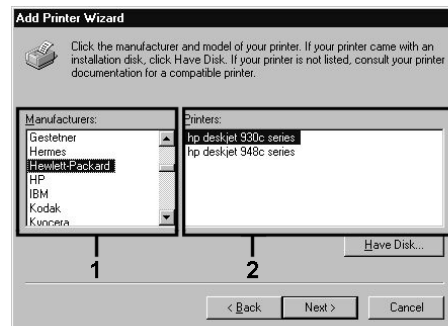 Add Printer Wizard
Click the manufacturer and model of your printer. If your printer came with an
installation disk, click Have Disk. If your printer is not listed, consult your printer
documentation for a compatible printer.
Manufacturers:
Gestetner
Hermes
Hewlett-Packard
HP
IBM
Kodak
Kyocera
Printers:
hp deskjet 930c series
hp deskjet 948c series
1
2
Have Disk...
< Back
Next >
Cancel